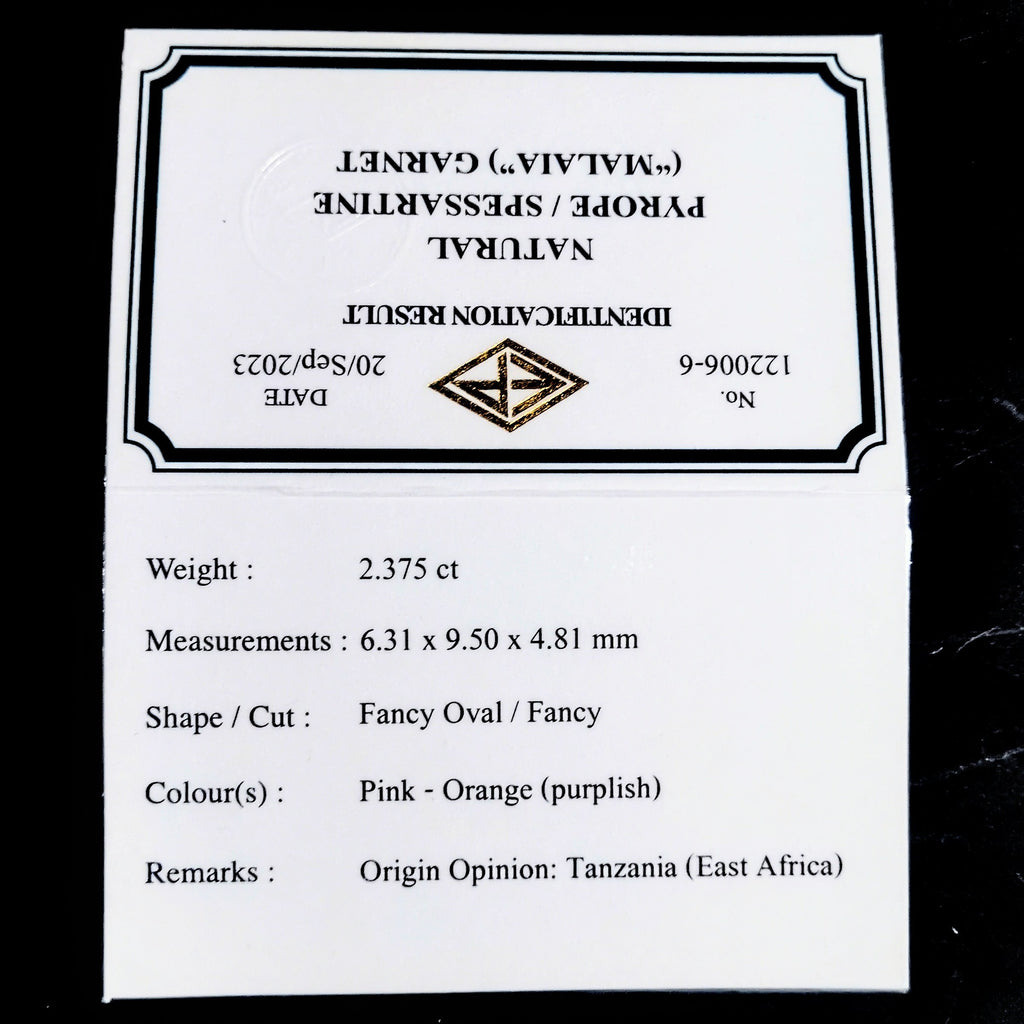 No. DATE
122006-6 20/Sep/2023
IDENTIFICATION RESULT
NATURAL
PYROPE / SPESSARTINE
(“MALAIA”) GARNET
Weight : 2.375 ct
Measurements : 6.31 x 9.50 x 4.81 mm
Shape / Cut : Fancy Oval / Fancy
Colour(s) : Pink - Orange (purplish)
Remarks : Origin Opinion: Tanzania (East Africa)